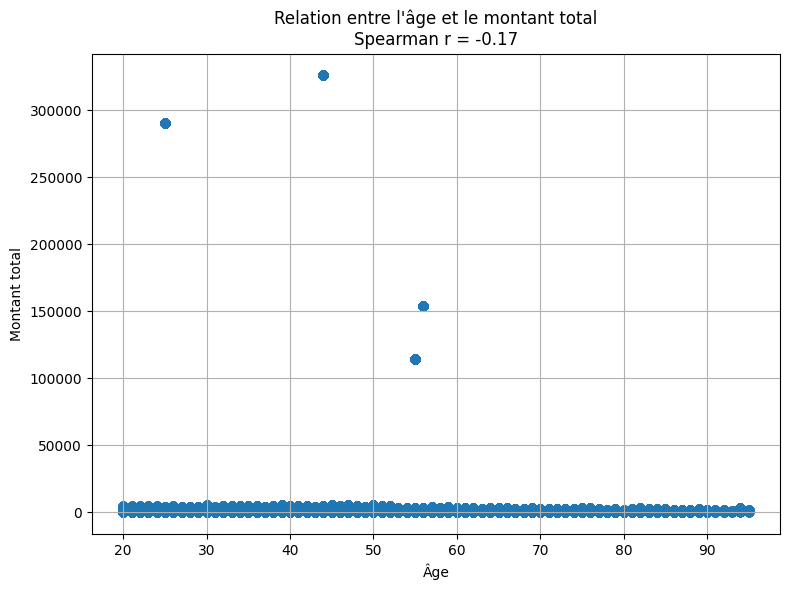 Relation entre l'âge et le montant total
Spearman r = -0.17
300000
250000
200000
150000
100000
50000
0
Montant total
20 30 40 50 60 70 80 90
Âge